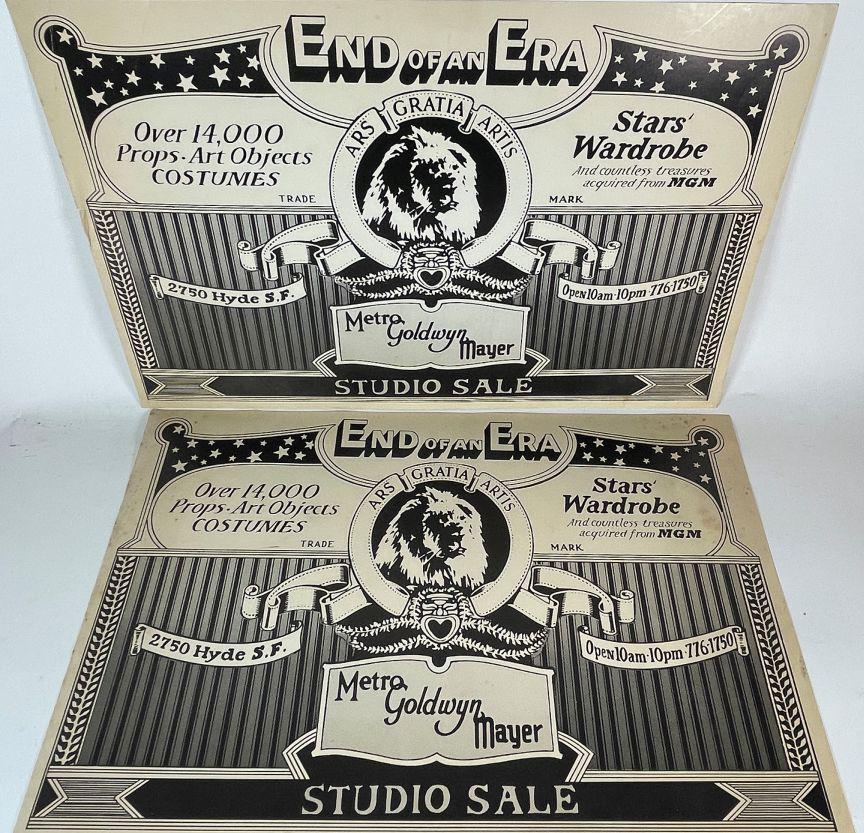 END OF AN ERA
ARS GRATIA ARTIS
Over 14,000
Props·Art Objects
COSTUMES
TRADE
Stars'
Wardrobe
And countless treasures
acquired from MGM
MARK
2750 Hyde S.F.
Open 10am·10pm·776·1750
Metro
Goldwyn
Mayer
STUDIO SALE
END OF AN ERA
ARS GRATIA ARTIS
Over 14,000
Props·Art Objects
COSTUMES
TRADE
Stars'
Wardrobe
And countless treasures
acquired from MGM
MARK
2750 Hyde S.F.
Open 10am·10pm·776·1750
Metro
Goldwyn
Mayer
STUDIO SALE